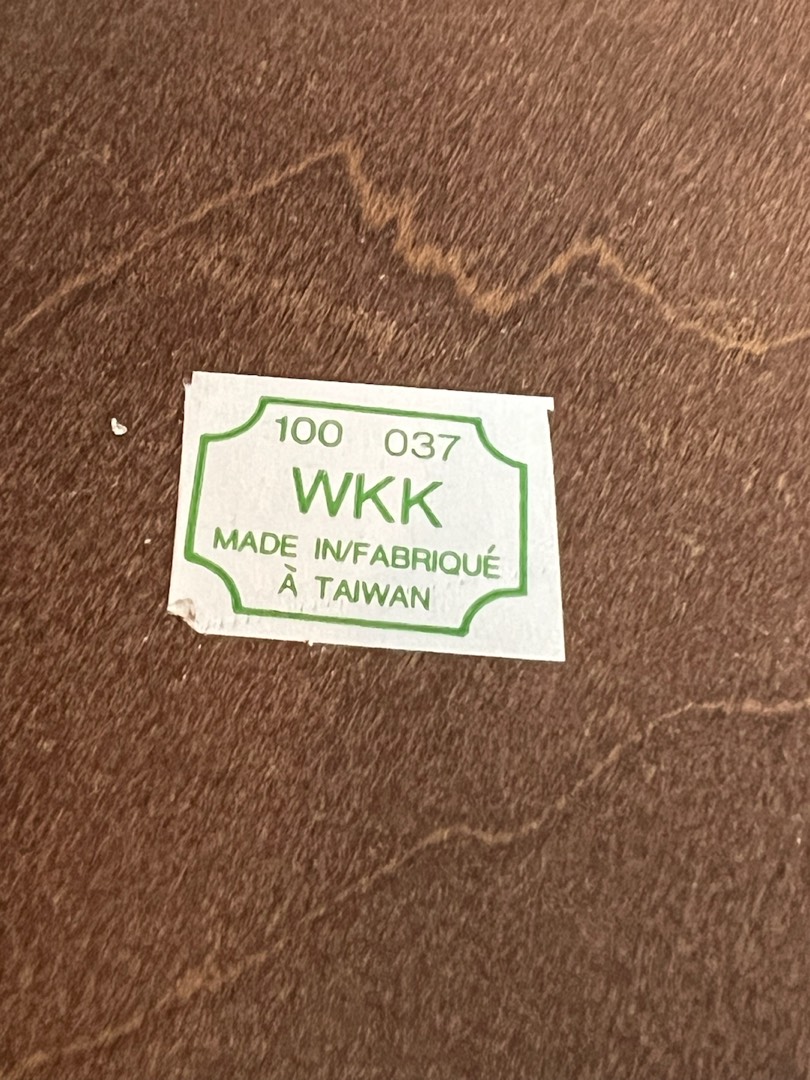 100 037
WKK
MADE IN/FABRIQUÉ
À TAIWAN